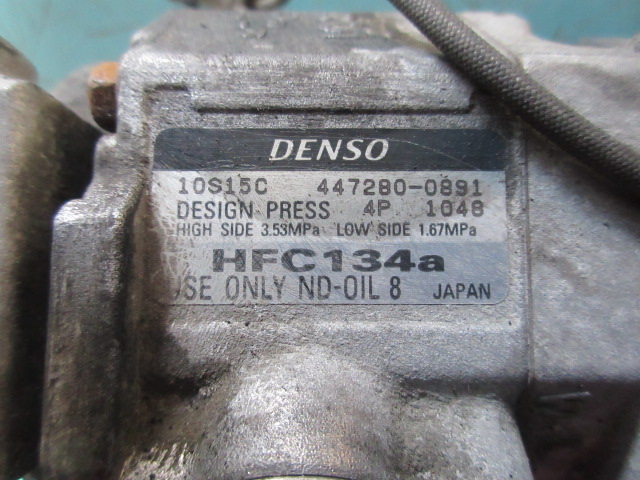 DENSO
10S15C 447280-0891
DESIGN PRESS 4P 1048
HIGH SIDE 3.53MPa LOW SIDE 1.67MPa
HFC134a
USE ONLY ND-OIL 8 JAPAN